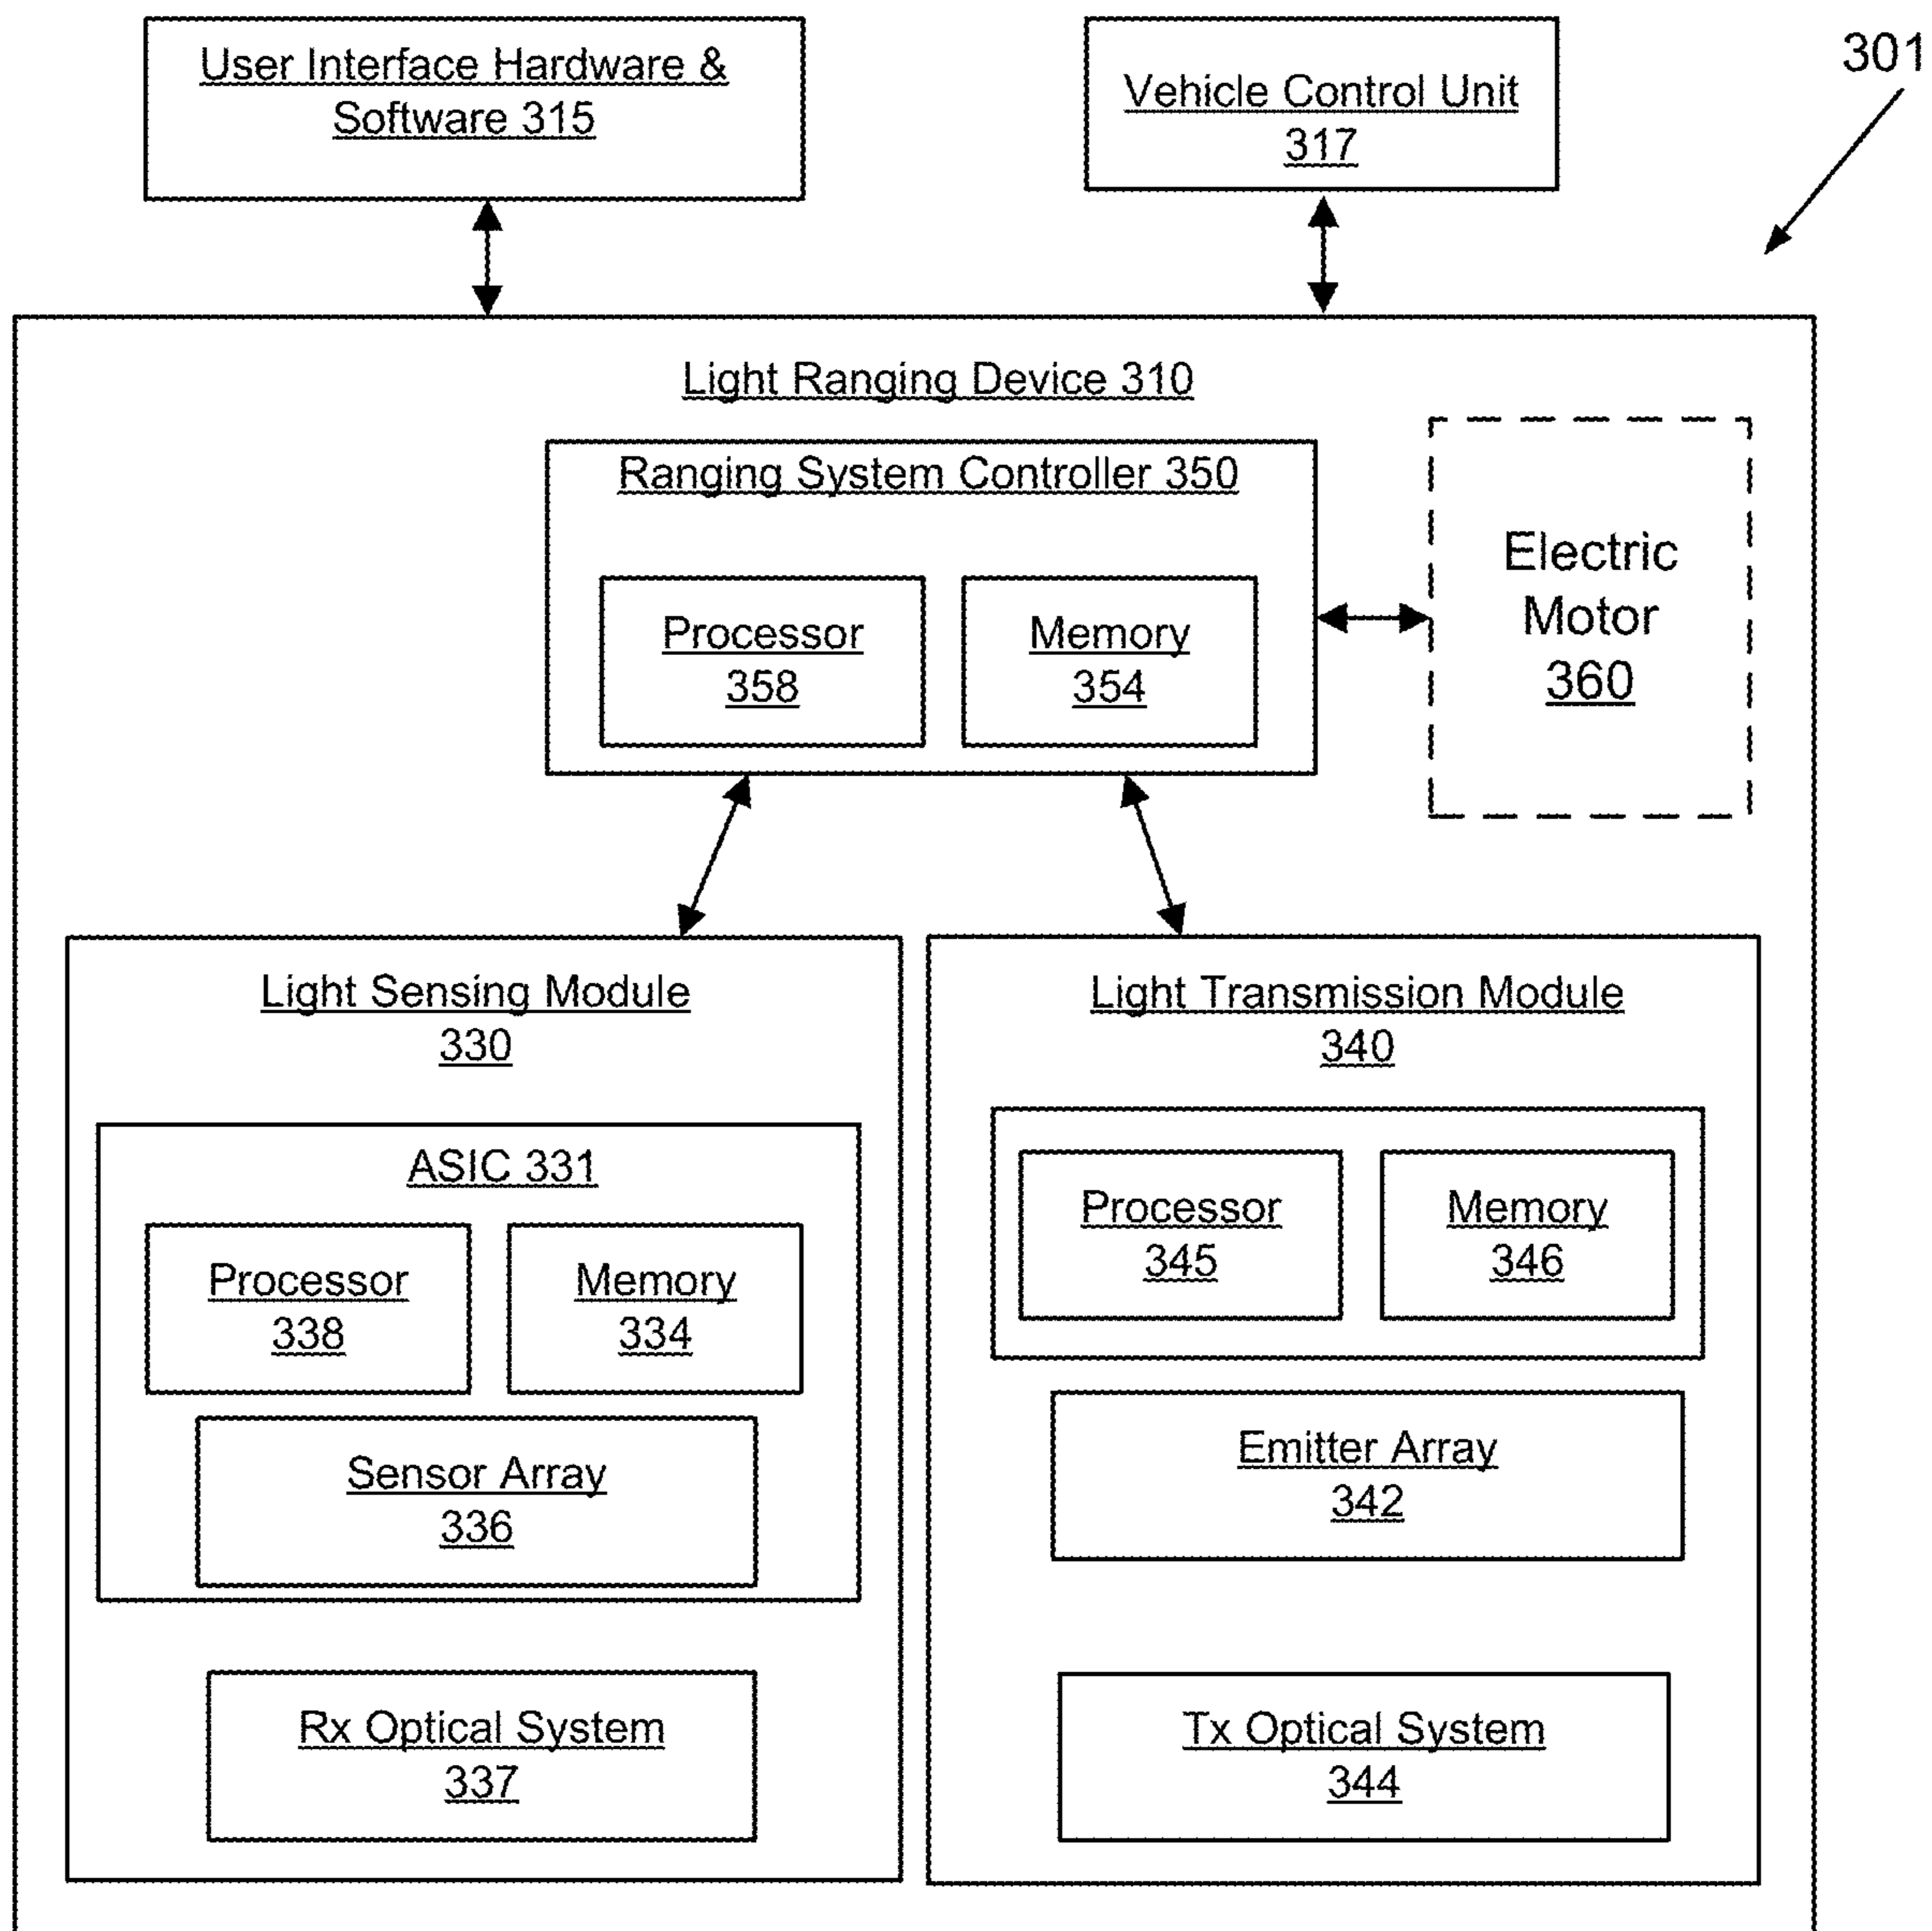 User Interface Hardware &
Software 315
Vehicle Control Unit
317
301
Light Ranging Device 310
Ranging System Controller 350
Processor
358
Memory
354
Electric
Motor
360
Light Sensing Module
330
ASIC 331
Processor
338
Memory
334
Sensor Array
336
Rx Optical System
337
Light Transmission Module
340
Processor
345
Memory
346
Emitter Array
342
Tx Optical System
344